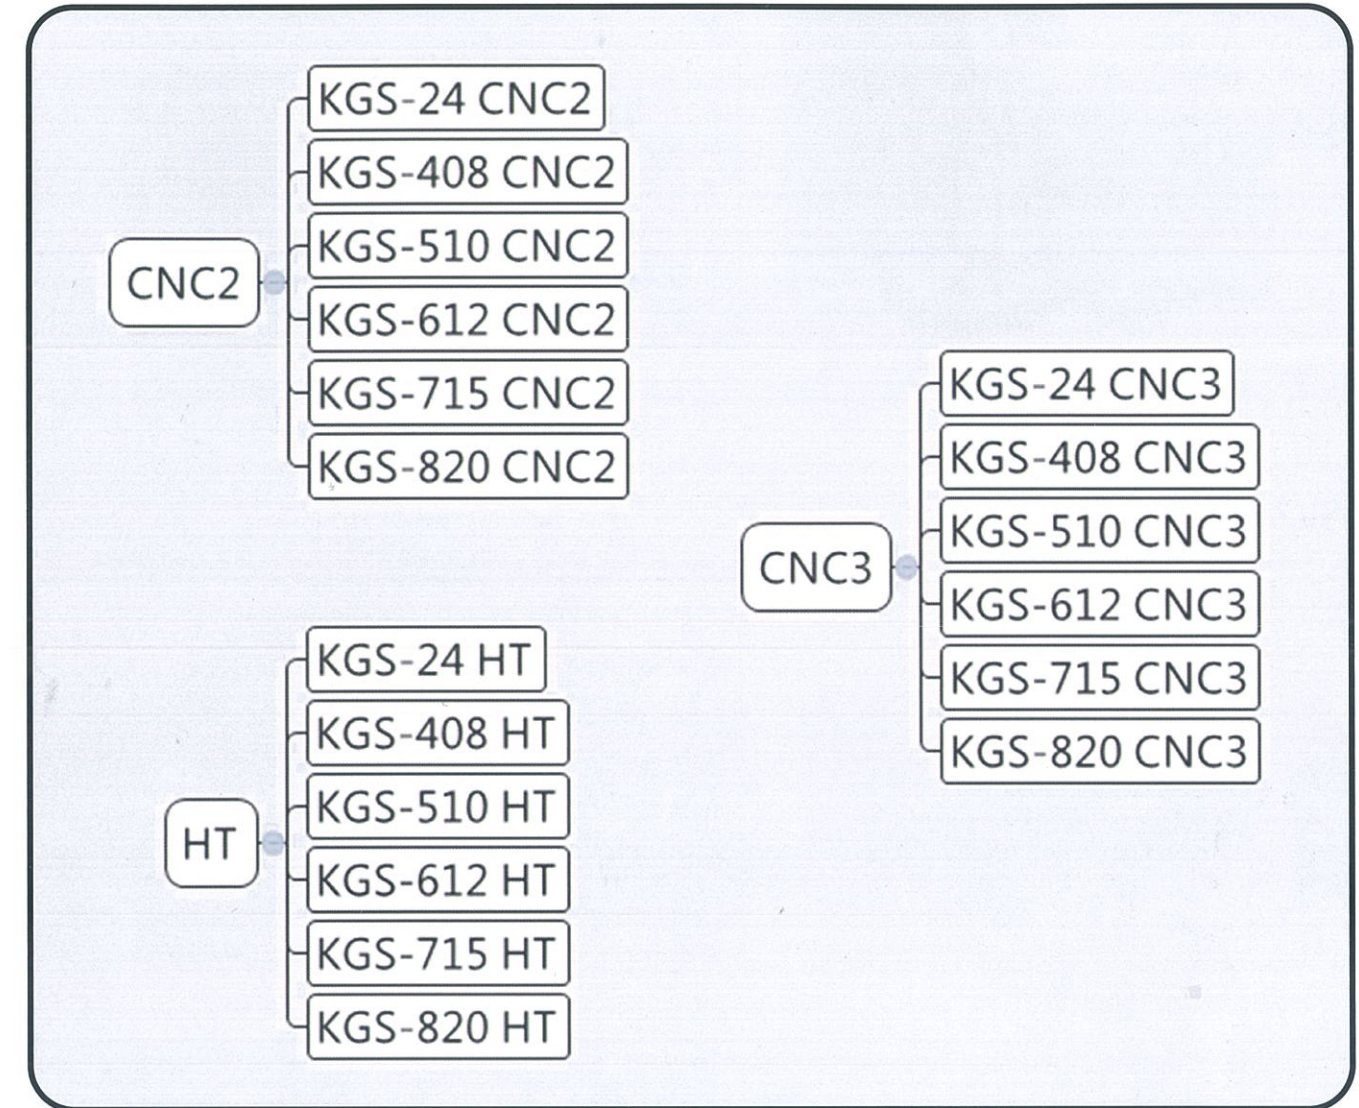 CNC2
KGS-24 CNC2
KGS-408 CNC2
KGS-510 CNC2
KGS-612 CNC2
KGS-715 CNC2
KGS-820 CNC2
HT
KGS-24 HT
KGS-408 HT
KGS-510 HT
KGS-612 HT
KGS-715 HT
KGS-820 HT
CNC3
KGS-24 CNC3
KGS-408 CNC3
KGS-510 CNC3
KGS-612 CNC3
KGS-715 CNC3
KGS-820 CNC3